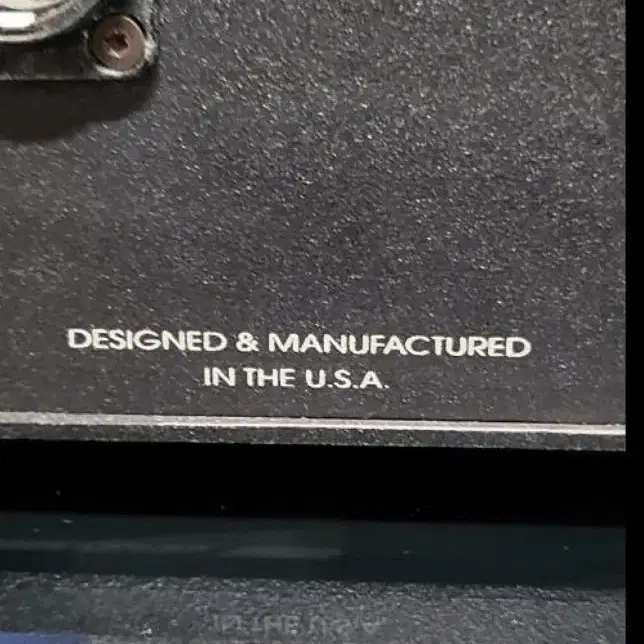 DESIGNED & MANUFACTURED
IN THE U.S.A.